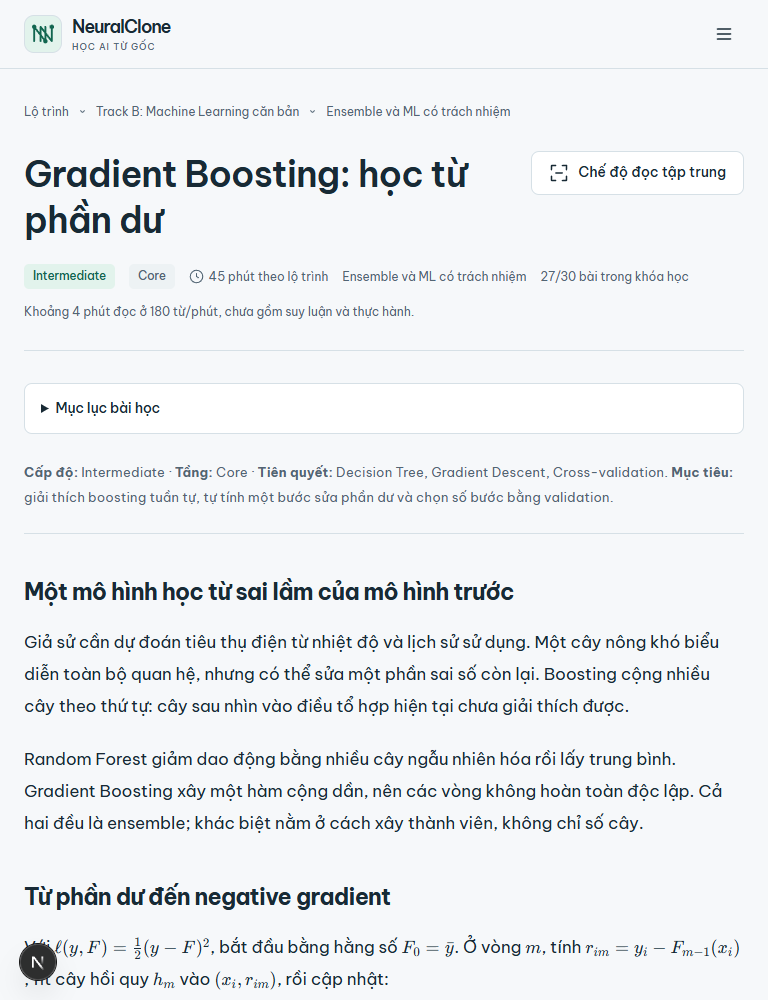 NeuralClone
HỌC AI TỪ GỐC
Lộ trình
Track B: Machine Learning căn bản
Ensemble và ML có trách nhiệm
Gradient Boosting: học từ
phần dư
Chế độ đọc tập trung
Intermediate
Core
45 phút theo lộ trình
Ensemble và ML có trách nhiệm
27/30 bài trong khóa học
Khoảng 4 phút đọc ở 180 từ/phút, chưa gồm suy luận và thực hành.
▶ Mục lục bài học
Cấp độ: Intermediate · Tầng: Core · Tiên quyết: Decision Tree, Gradient Descent, Cross-validation. Mục tiêu:
giải thích boosting tuần tự, tự tính một bước sửa phần dư và chọn số bước bằng validation.
Một mô hình học từ sai lầm của mô hình trước
Giả sử cần dự đoán tiêu thụ điện từ nhiệt độ và lịch sử sử dụng. Một cây nông khó biểu
diễn toàn bộ quan hệ, nhưng có thể sửa một phần sai số còn lại. Boosting cộng nhiều
cây theo thứ tự: cây sau nhìn vào điều tổ hợp hiện tại chưa giải thích được.
Random Forest giảm dao động bằng nhiều cây ngẫu nhiên hóa rồi lấy trung bình.
Gradient Boosting xây một hàm cộng dần, nên các vòng không hoàn toàn độc lập. Cả
hai đều là ensemble; khác biệt nằm ở cách xây thành viên, không chỉ số cây.
Từ phần dư đến negative gradient
ℓ(y, F) = ½(y − F)², bắt đầu bằng hằng số F₀ = ȳ. Ở vòng m, tính rᵢₘ = yᵢ − Fₘ₋₁(xᵢ)
cây hồi quy hₘ vào (xᵢ, rᵢₘ), rồi cập nhật:
N